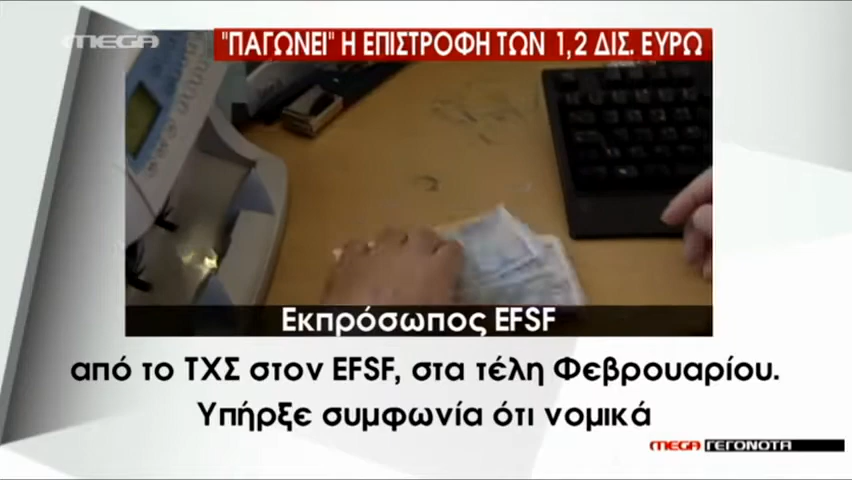 MEGA
"ΠΑΓΩΝΕΙ" Η ΕΠΙΣΤΡΟΦΗ ΤΩΝ 1,2 ΔΙΣ. ΕΥΡΩ
Εκπρόσωπος EFSF
από το ΤΧΣ στον EFSF, στα τέλη Φεβρουαρίου.
Υπήρξε συμφωνία ότι νομικά
MEGA ΓΕΓΟΝΟΤΑ